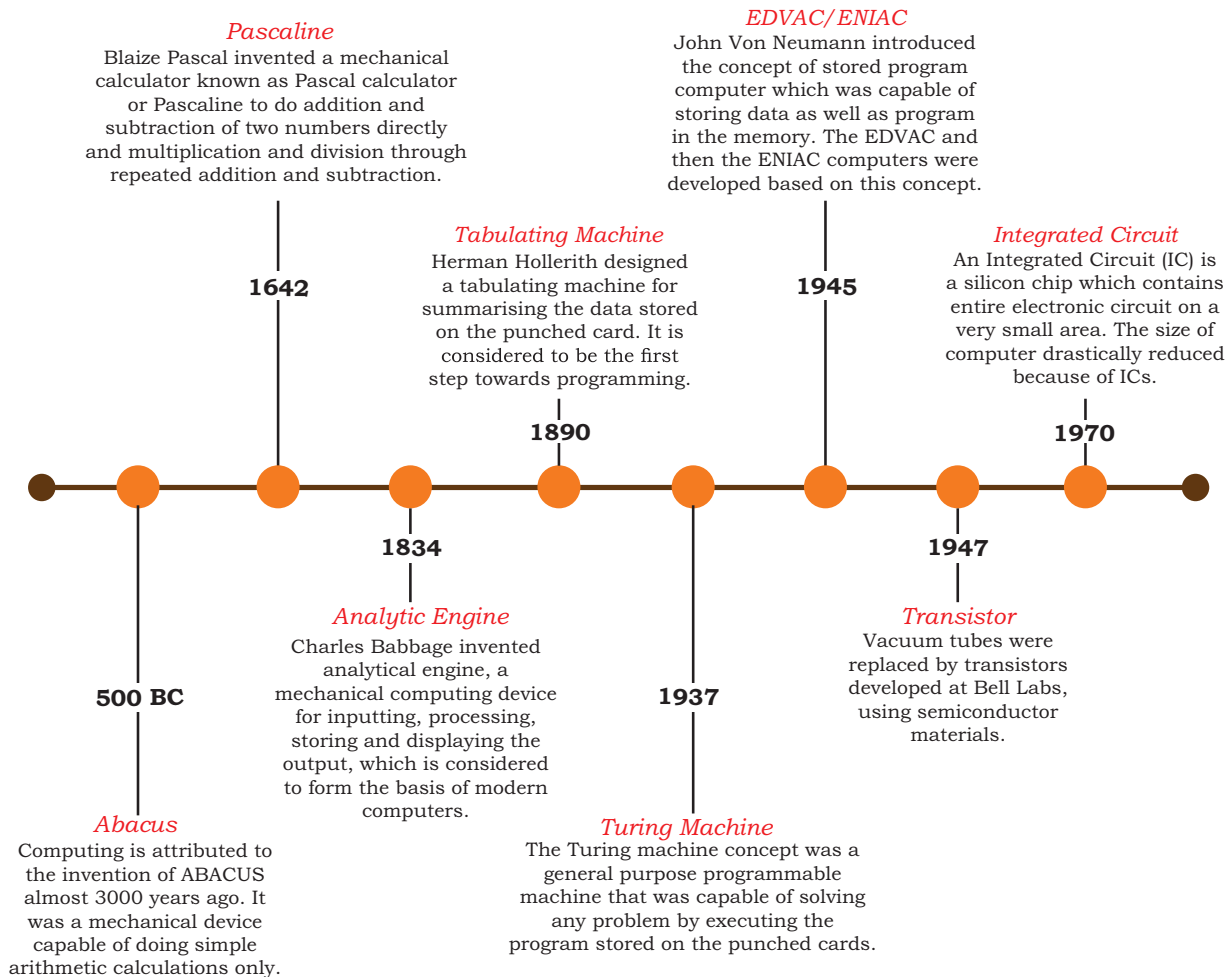 Pascaline
Blaize Pascal invented a mechanical
calculator known as Pascal calculator
or Pascaline to do addition and
subtraction of two numbers directly
and multiplication and division through
repeated addition and subtraction.
1642
EDVAC/ENIAC
John Von Neumann introduced
the concept of stored program
computer which was capable of
storing data as well as program
in the memory. The EDVAC and
then the ENIAC computers were
developed based on this concept.
1945
Tabulating Machine
Herman Hollerith designed
a tabulating machine for
summarising the data stored
on the punched card. It is
considered to be the first
step towards programming.
1890
Integrated Circuit
An Integrated Circuit (IC) is
a silicon chip which contains
entire electronic circuit on a
very small area. The size of
computer drastically reduced
because of ICs.
1970
500 BC
Abacus
Computing is attributed to
the invention of ABACUS
almost 3000 years ago. It
was a mechanical device
capable of doing simple
arithmetic calculations only.
1834
Analytic Engine
Charles Babbage invented
analytical engine, a
mechanical computing device
for inputting, processing,
storing and displaying the
output, which is considered
to form the basis of modern
computers.
1937
Turing Machine
The Turing machine concept was a
general purpose programmable
machine that was capable of solving
any problem by executing the
program stored on the punched cards.
1947
Transistor
Vacuum tubes were
replaced by transistors
developed at Bell Labs,
using semiconductor
materials.